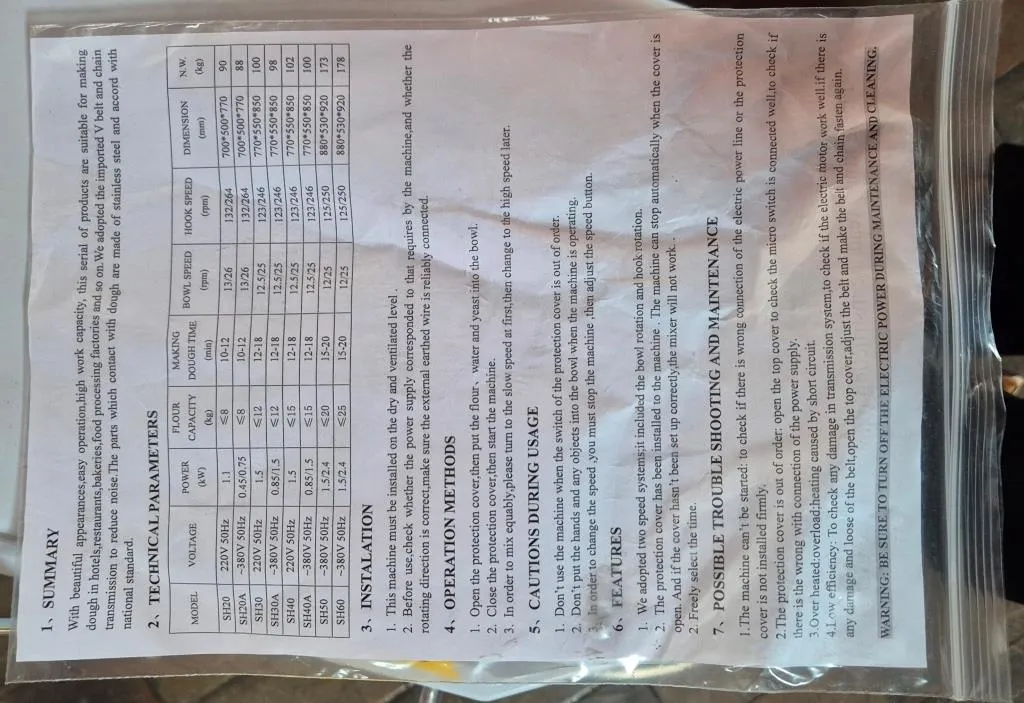 1、SUMMARY
With beautiful appearances,easy operation,high work capacity, this serial of products are suitable for making
dough in hotels,restaurants,bakeries,food processing factories and so on.We adopted the imported V belt and chain
transmission to reduce noise.The parts which contact with dough are made of stainless steel and accord with
national standard.
2、TECHNICAL PARAMETERS
MODEL VOLTAGE POWER (kW) FLOUR CAPACITY (kg) MAKING DOUGH TIME (min) BOWL SPEED (rpm) HOOK SPEED (rpm) DIMENSION (mm) N.W. (kg)
SH20 220V 50Hz 1.1 ≤8 10-12 13/26 132/264 700*500*770 90
SH20A ~380V 50Hz 0.45/0.75 ≤8 10-12 13/26 132/264 700*500*770 88
SH30 220V 50Hz 1.5 ≤12 12-18 12.5/25 123/246 770*550*850 100
SH30A ~380V 50Hz 0.85/1.5 ≤12 12-18 12.5/25 123/246 770*550*850 98
SH40 220V 50Hz 1.5 ≤15 12-18 12.5/25 123/246 770*550*850 102
SH40A ~380V 50Hz 0.85/1.5 ≤15 12-18 12.5/25 123/246 770*550*850 100
SH50 ~380V 50Hz 1.5/2.4 ≤20 15-20 12/25 125/250 880*530*920 173
SH60 ~380V 50Hz 1.5/2.4 ≤25 15-20 12/25 125/250 880*530*920 178
3、INSTALATION
1. This machine must be installed on the dry and ventilated level .
2. Before use,check whether the power supply corresponded to that requires by the machine,and whether the
rotating direction is correct,make sure the external earthed wire is reliably connected.
4、OPERATION METHODS
1. Open the protection cover,then put the flour、water and yeast into the bowl.
2. Close the protection cover,then start the machine.
3. In order to mix equably,please turn to the slow speed at first,then change to the high speed later.
5、CAUTIONS DURING USAGE
1. Don't use the machine when the switch of the protection cover is out of order.
2. Don't put the hands and any objects into the bowl when the machine is operating.
3. In order to change the speed ,you must stop the machine ,then adjust the speed button.
6、FEATURES
1. We adopted two speed systems;it included the bowl rotation and hook rotation.
2. The protection cover has been installed to the machine . The machine can stop automatically when the cover is
open. And if the cover hasn't been set up correctly,the mixer will not work. .
2. Freely select the time.
7、POSSIBLE TROUBLE SHOOTING AND MAINTENANCE
1.The machine can't be started: to check if there is wrong connection of the electric power line or the protection
cover is not installed firmly.
2.The protection cover is out of order: open the top cover to check the micro switch is connected well,to check if
there is the wrong with connection of the power supply.
3.Over heated:overload;heating caused by short circuit.
4.Low efficiency: To check any damage in transmission system,to check if the electric motor work well.if there is
any damage and loose of the belt,open the top cover,adjust the belt and make the belt and chain fasten again.
WARNING: BE SURE TO TURN OFF THE ELECTRIC POWER DURING MAINTENANCE AND CLEANING.